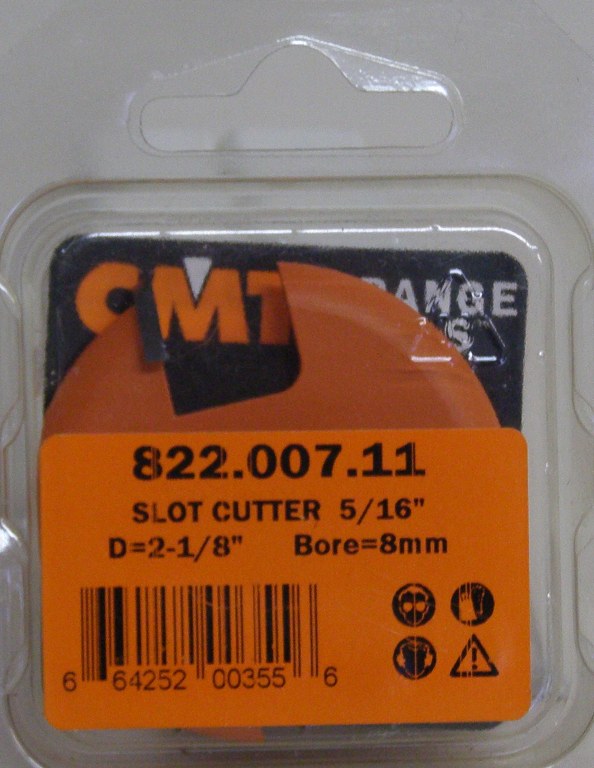 CMT
822.007.11
SLOT CUTTER 5/16"
D=2-1/8" Bore=8mm
6 64252 00355 6